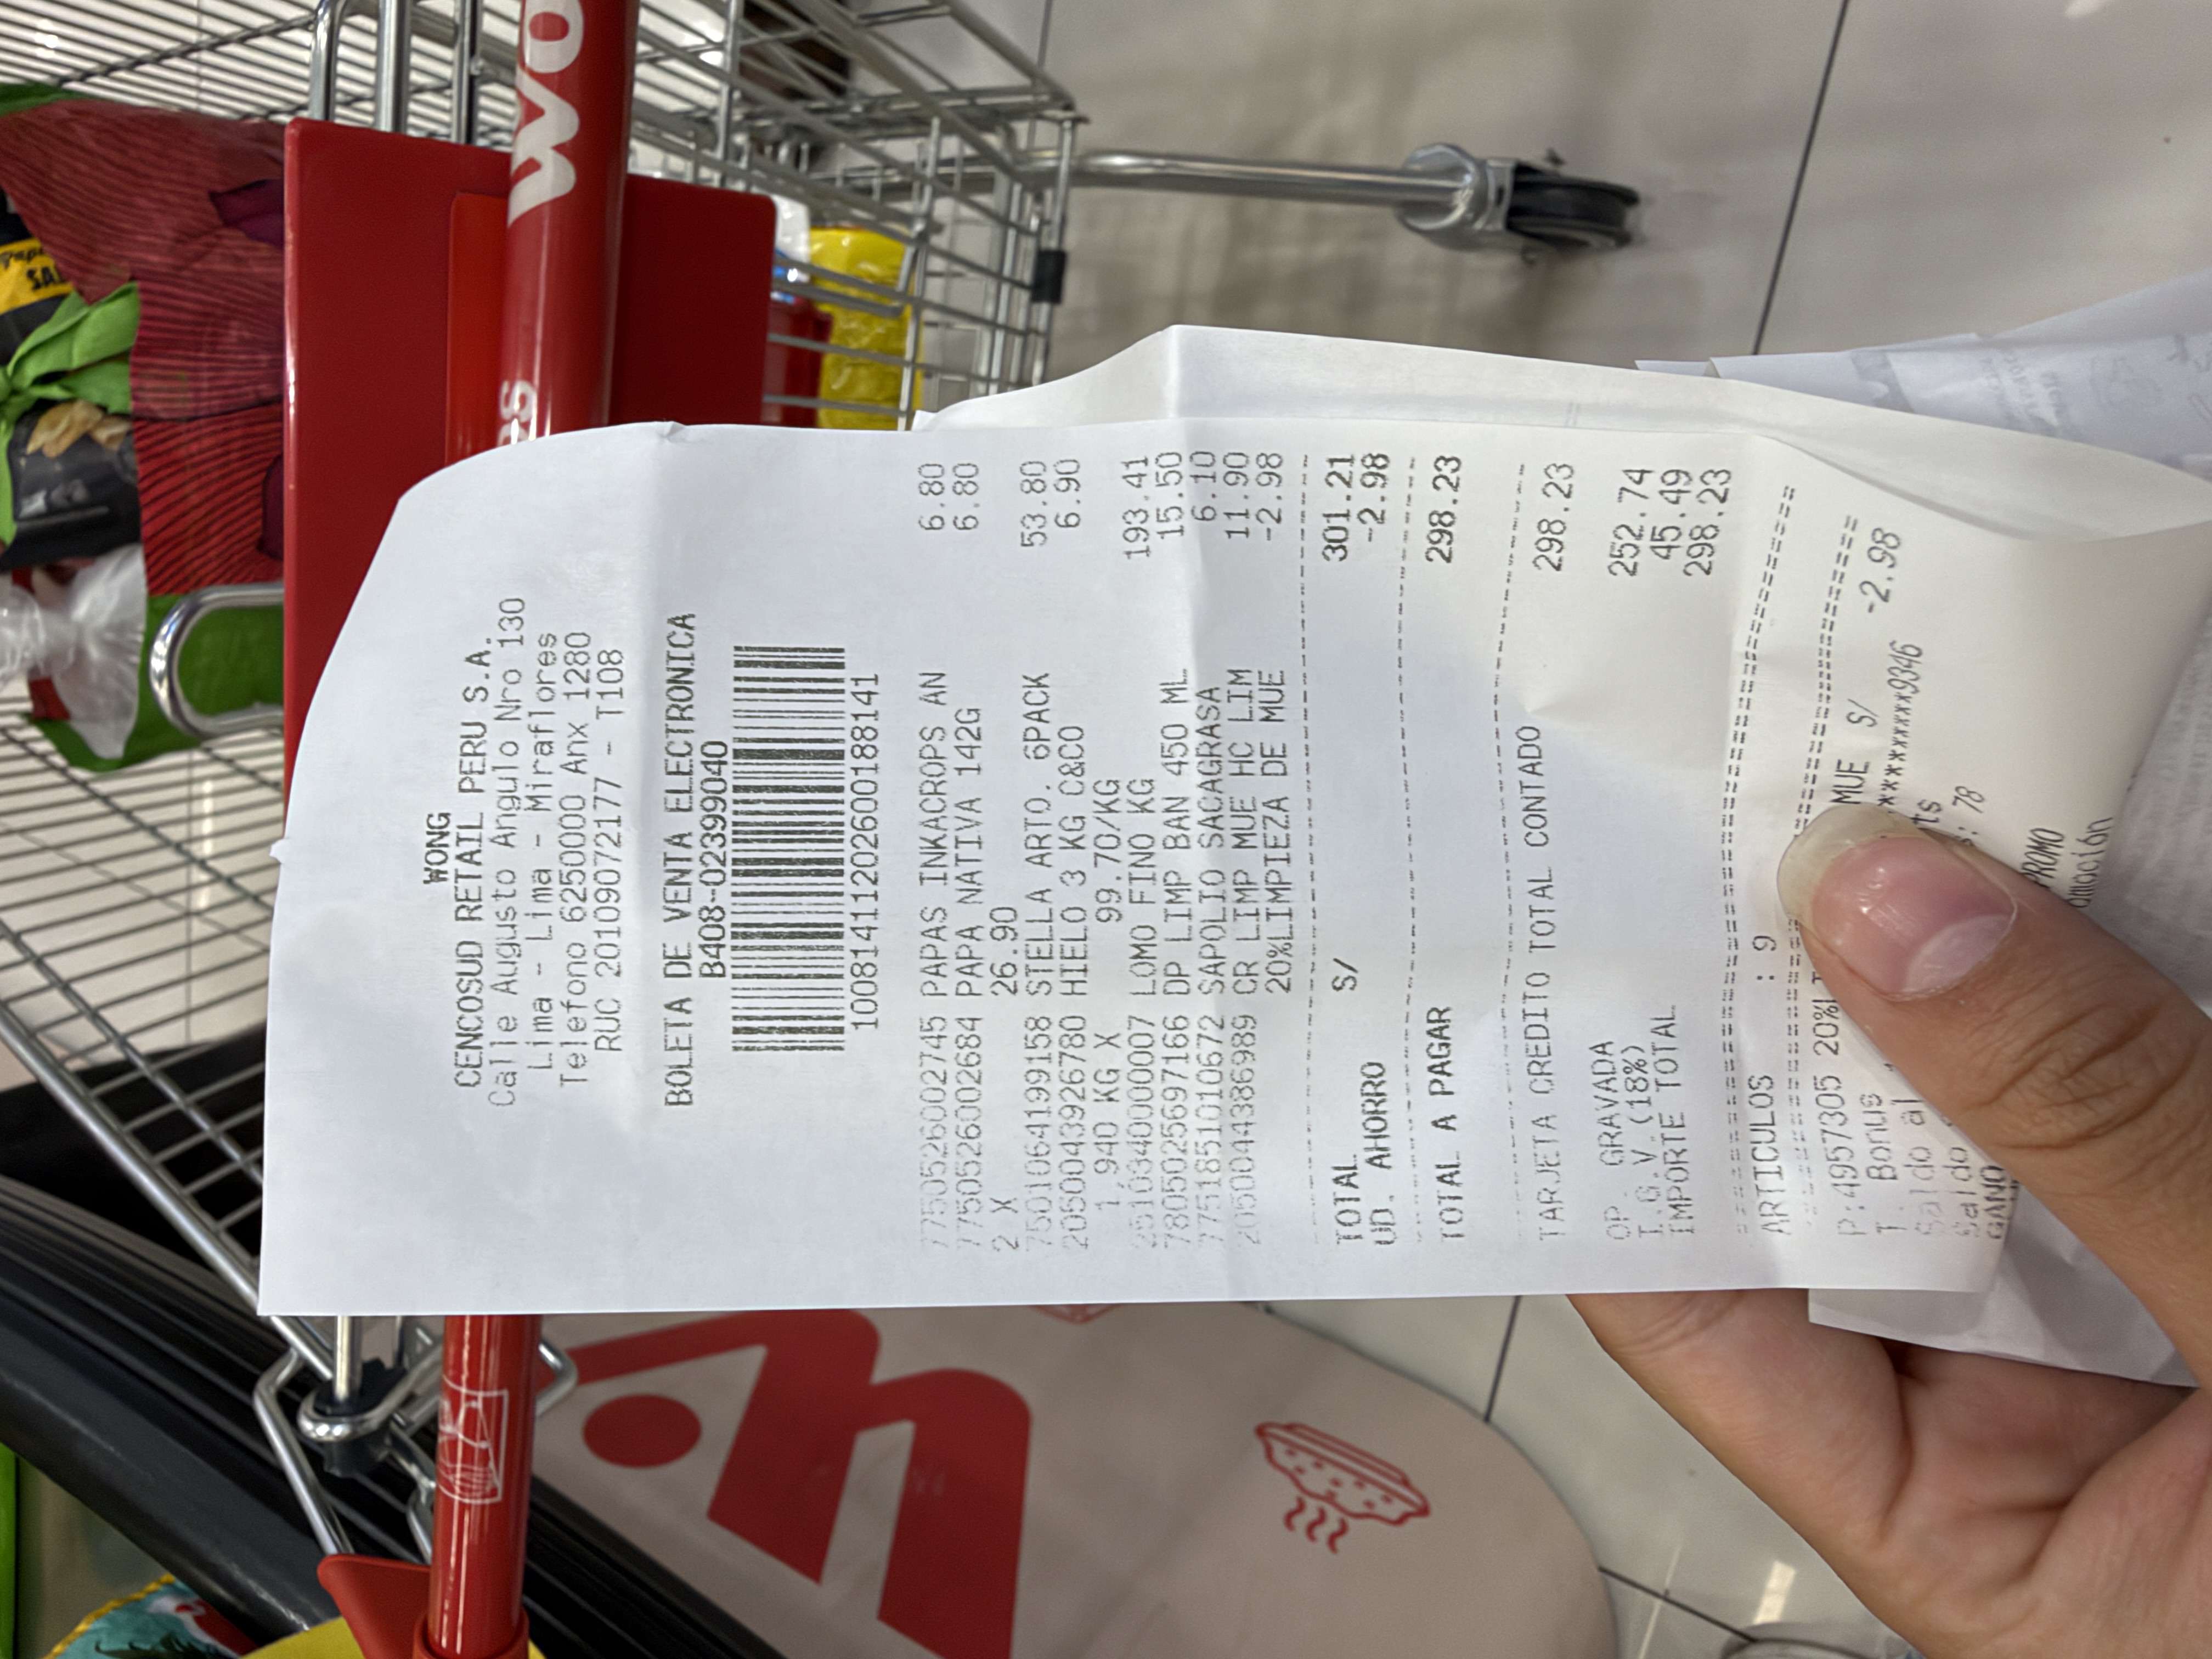 WONG
CENCOSUD RETAIL PERU S.A.
Calle Augusto Angulo Nro 130
Lima - Lima - Miraflores
Telefono 6250000 Anx 1280
RUC 20109072177 - T108
BOLETA DE VENTA ELECTRONICA
B408-02399040
10081411202600188141
7750526002745 PAPAS INKACROPS AN 6.80
7750526002684 PAPA NATIVA 142G 6.80
2 X 26.90
7501064199158 STELLA ARTO. 6PACK 53.80
2050043926780 HIELO 3 KG C&CO 6.90
1,940 KG X 99.70/KG
2510340000007 LOMO FINO KG 193.41
7805025697166 DP LIMP BAN 450 ML 15.50
7751851010672 SAPOLIO SACAGRASA 6.10
2050044386989 CR LIMP MUE HC LIM 11.90
20%LIMPIEZA DE MUE -2.98
TOTAL S/ 301.21
UD. AHORRO -2.98
TOTAL A PAGAR 298.23
TARJETA CREDITO TOTAL CONTADO 298.23
OP. GRAVADA 252.74
I.G.V.(18%) 45.49
IMPORTE TOTAL 298.23
ARTICULOS : 9
P:4957305 20%L MUE S/ -2.98
T. Bonus **********9346
Saldo al ts
Saldo : 78
GANO
PROMO
moción
WO